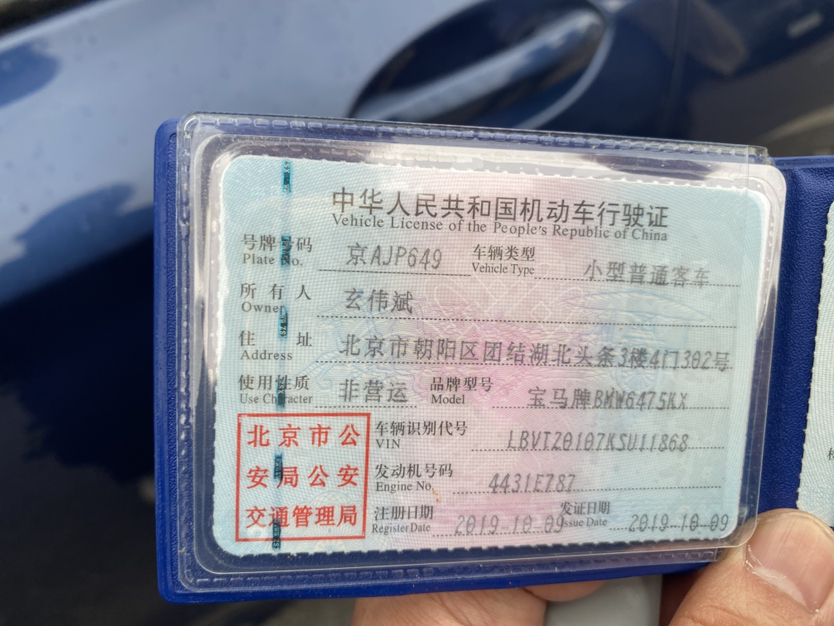 中华人民共和国机动车行驶证
Vehicle License of the People's Republic of China
号牌号码 京AJP649 车辆类型 小型普通客车
Plate No. Vehicle Type
所有人 玄伟斌
Owner
住址 北京市朝阳区团结湖北头条3楼4门302号
Address
使用性质 非营运 品牌型号 宝马牌BMW6475KX
Use Character Model
北京市公
安局公安
交通管理局
车辆识别代号 LBVTZ0107KSU11868
VIN
发动机号码 4431E787
Engine No.
注册日期 2019-10-09 发证日期 2019-10-09
Register Date Issue Date